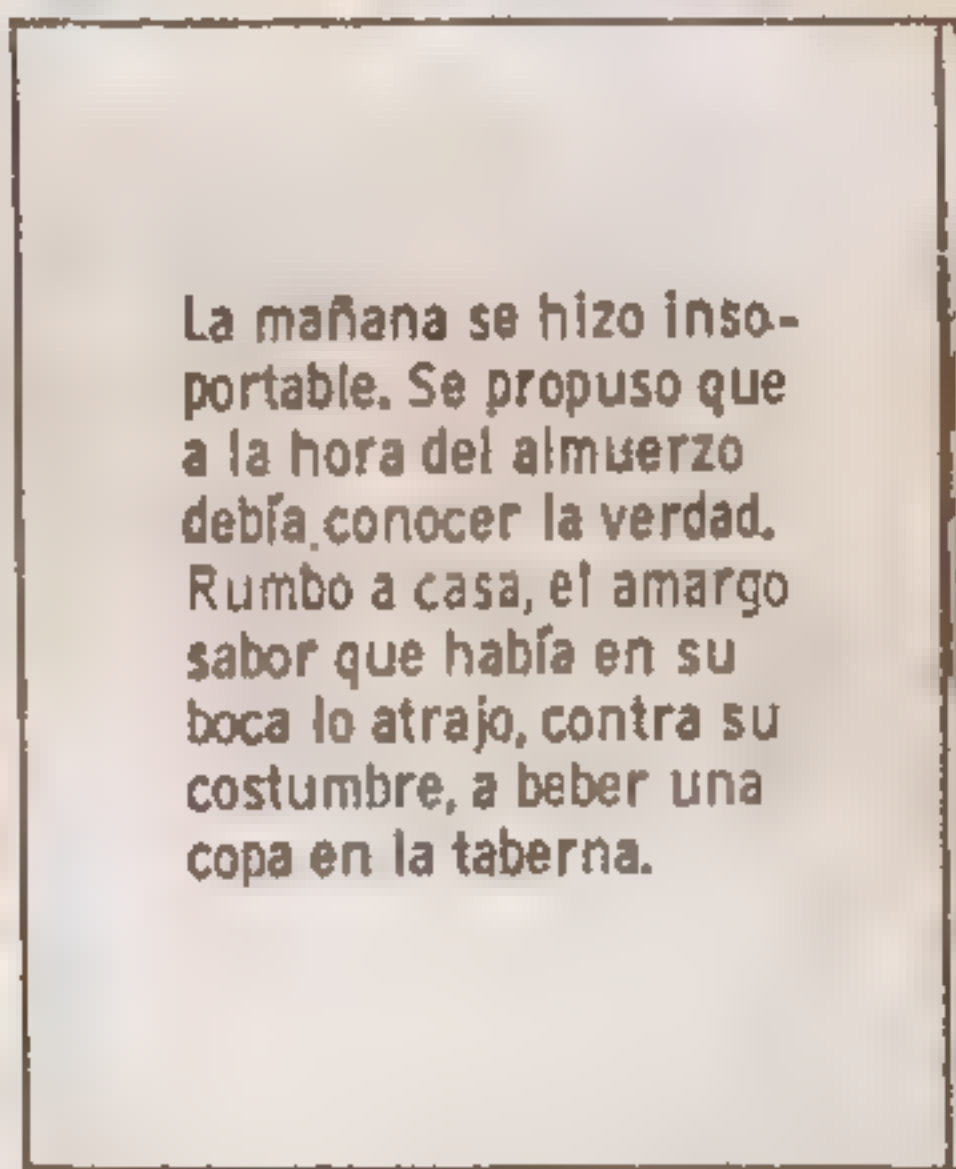 La mañana se hizo inso-
portable. Se propuso que
a la hora del almuerzo
debía conocer la verdad.
Rumbo a casa, el amargo
sabor que había en su
boca lo atrajo, contra su
costumbre, a beber una
copa en la taberna.